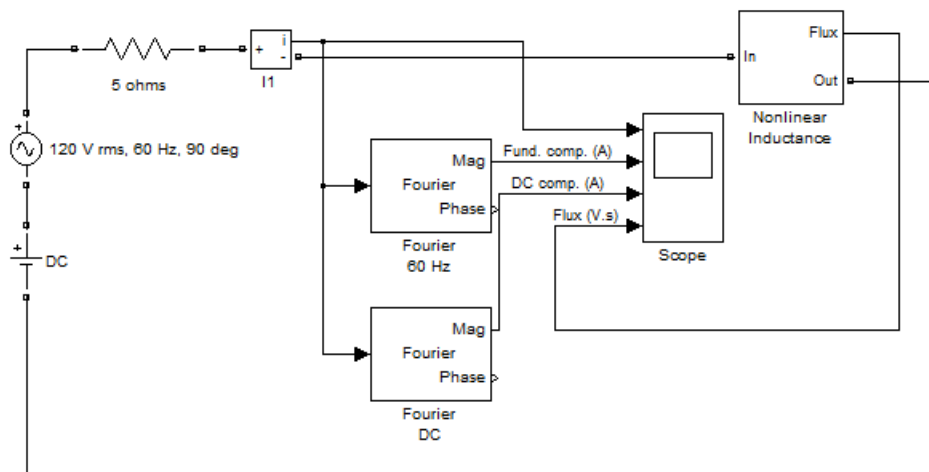 5 ohms
+
i
-
I1
In
Flux
Out
Nonlinear
Inductance
+
120 V rms, 60 Hz, 90 deg
+
DC
Mag
Fourier
Phase
Fourier
60 Hz
Fund. comp. (A)
DC comp. (A)
Flux (V.s)
Scope
Mag
Fourier
Phase
Fourier
DC